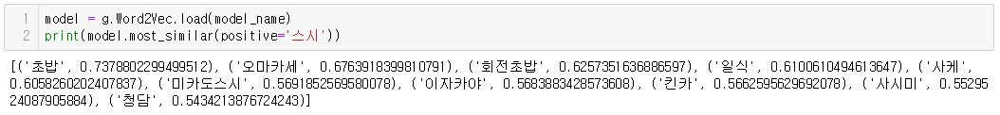 1 model = g.Word2Vec.load(model_name)
2 print(model.most_similar(positive='스시'))
[('초밥', 0.7378802299499512), ('오마카세', 0.6763918399810791), ('회전초밥', 0.6257351636886597), ('일식', 0.6100610494613647), ('사케',
0.6058260202407837), ('미카도스시', 0.5691852569580078), ('이자카야', 0.5683883428573608), ('킨카', 0.5662595629692078), ('사시미', 0.552952
24087905884), ('청담', 0.5434213876724243)]